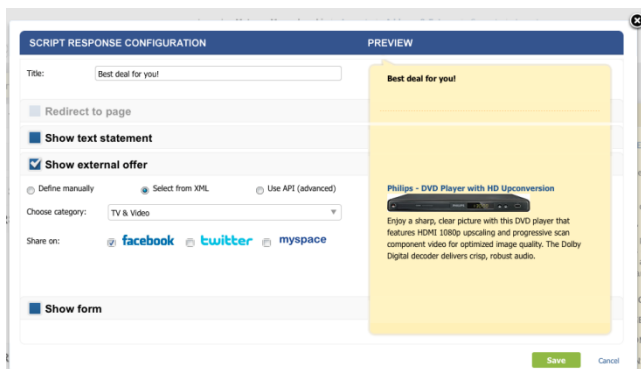 SCRIPT RESPONSE CONFIGURATION
PREVIEW
Title:
Best deal for you!
Redirect to page
Show text statement
Show external offer
Define manually
Select from XML
Use API (advanced)
Choose category:
TV & Video
Share on:
facebook
twitter
myspace
Show form
Best deal for you!
Philips - DVD Player with HD Upconversion
Enjoy a sharp, clear picture with this DVD player that
features HDMI 1080p upscaling and progressive scan
component video for optimized image quality. The Dolby
Digital decoder delivers crisp, robust audio.
Save
Cancel